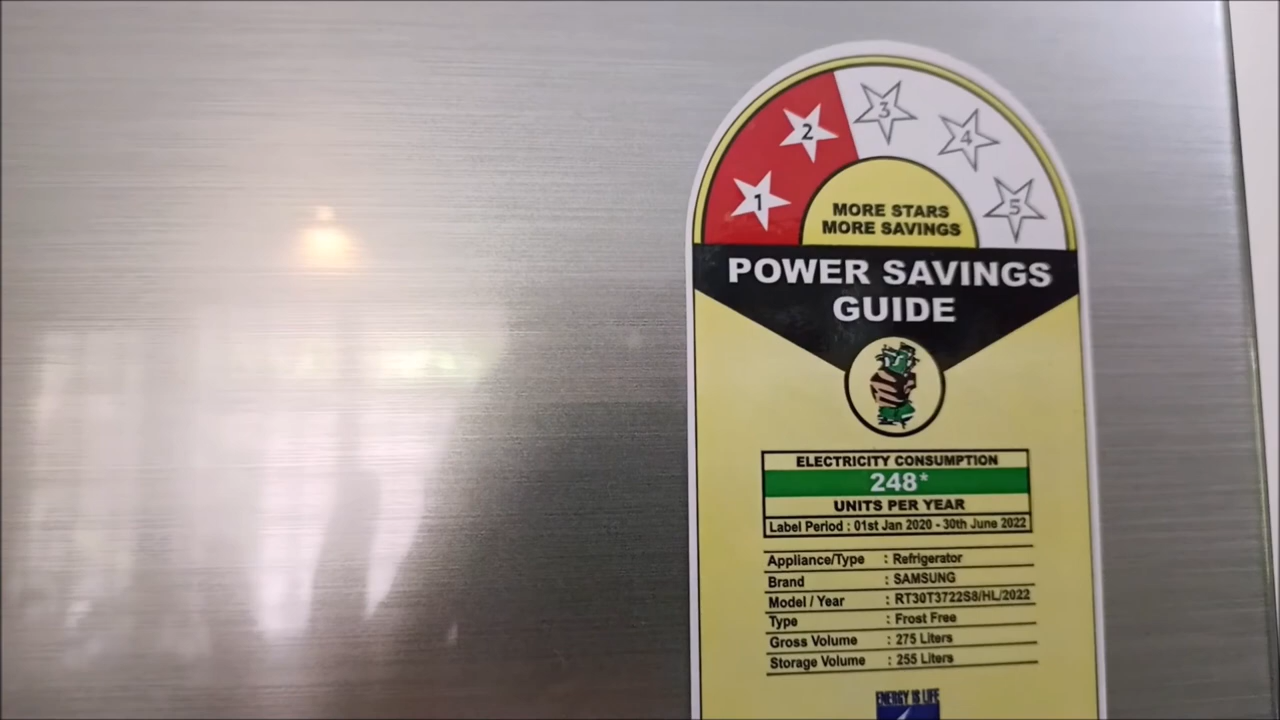 1 2 3 4 5
MORE STARS
MORE SAVINGS
POWER SAVINGS
GUIDE
ELECTRICITY CONSUMPTION
248*
UNITS PER YEAR
Label Period : 01st Jan 2020 - 30th June 2022
Appliance/Type : Refrigerator
Brand : SAMSUNG
Model / Year : RT30T3722S8/HL/2022
Type : Frost Free
Gross Volume : 275 Liters
Storage Volume : 255 Liters
ENERGY IS LIFE